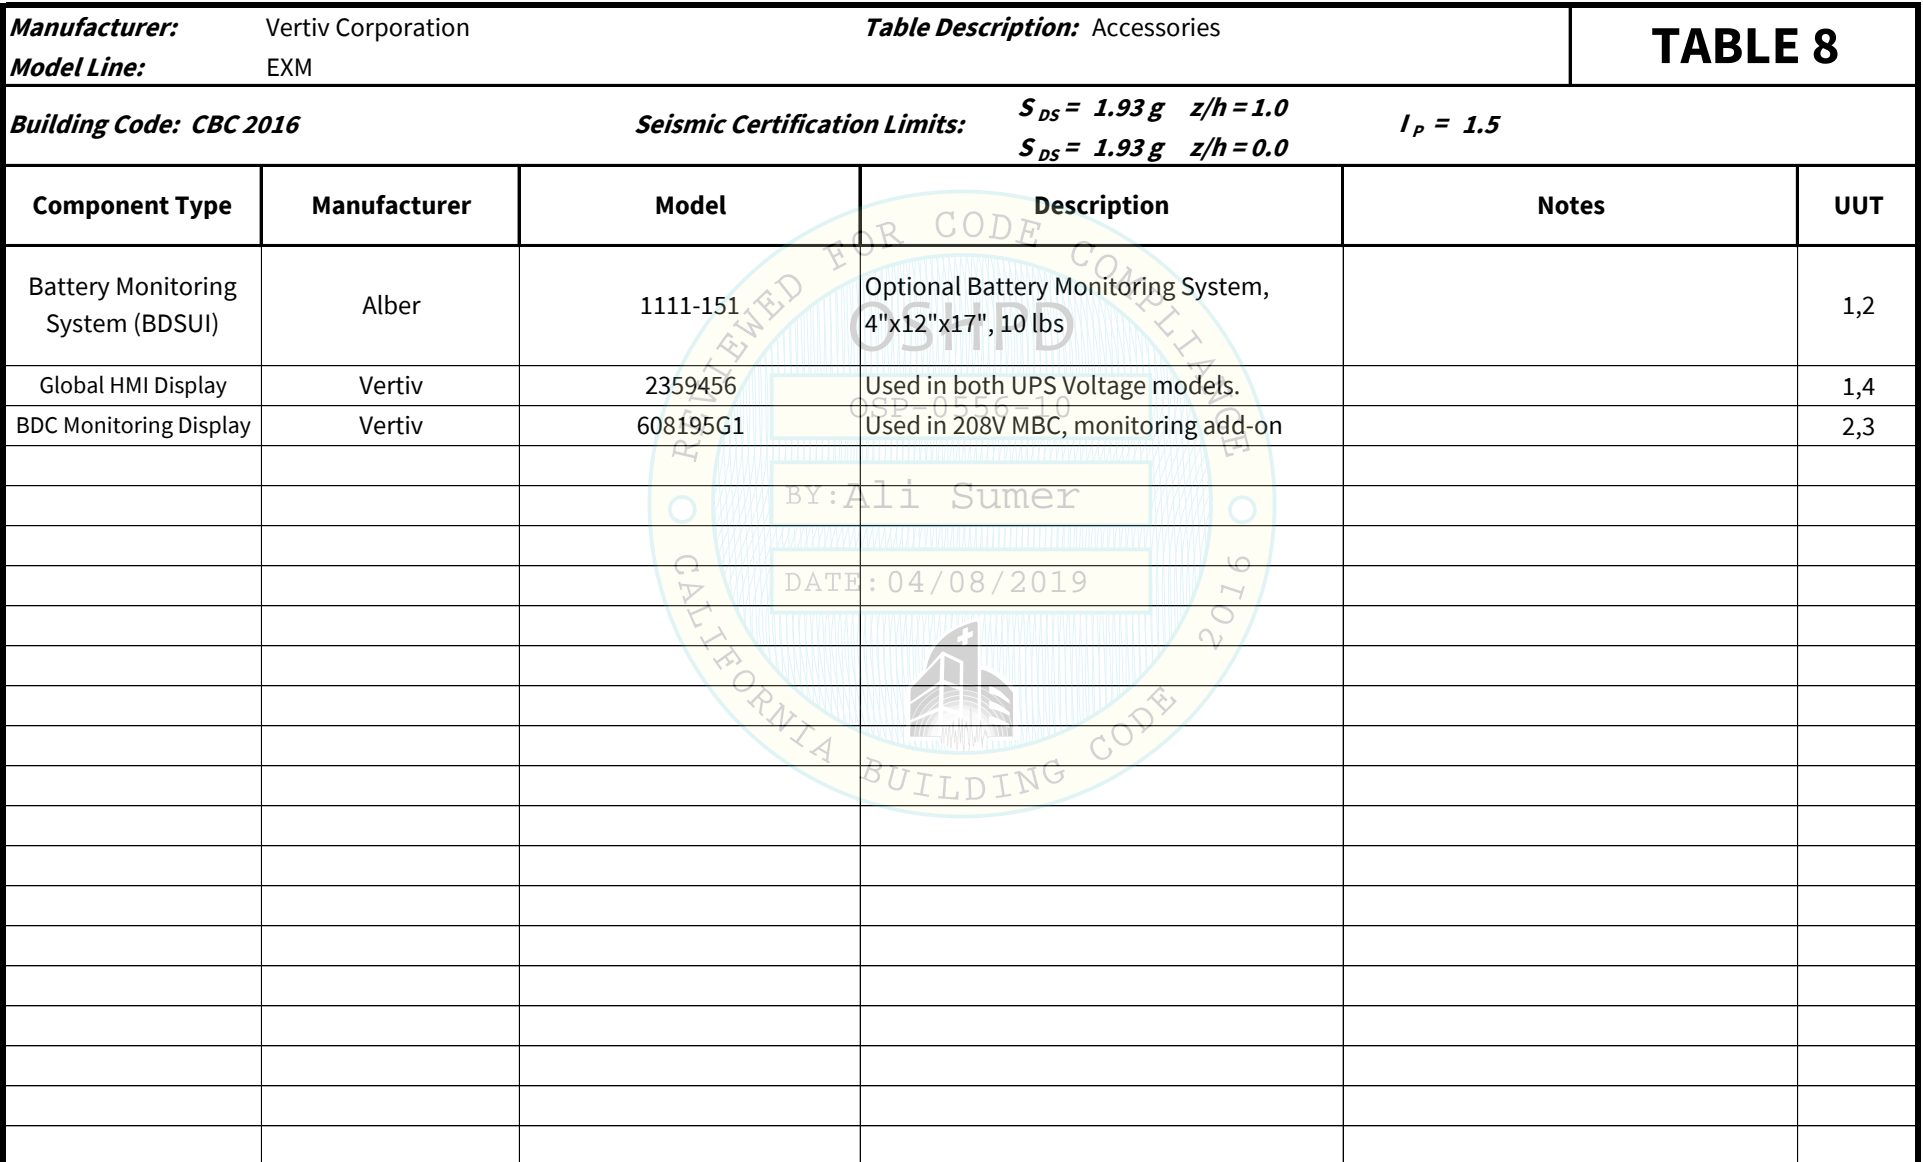 Manufacturer: Vertiv Corporation Table Description: Accessories
TABLE 8
Model Line: EXM
Building Code: CBC 2016 Seismic Certification Limits: S DS = 1.93 g z/h = 1.0 I P = 1.5
S DS = 1.93 g z/h = 0.0
Component Type Manufacturer Model Description Notes UUT
Battery Monitoring System (BDSUI) Alber 1111-151 Optional Battery Monitoring System, 4"x12"x17", 10 lbs 1,2
Global HMI Display Vertiv 2359456 Used in both UPS Voltage models. 1,4
BDC Monitoring Display Vertiv 608195G1 Used in 208V MBC, monitoring add-on 2,3
REVIEWED FOR CODE COMPLIANCE
OSHPD
OSP-0556-10
BY:Ali Sumer
DATE:04/08/2019
CALIFORNIA BUILDING CODE 2016